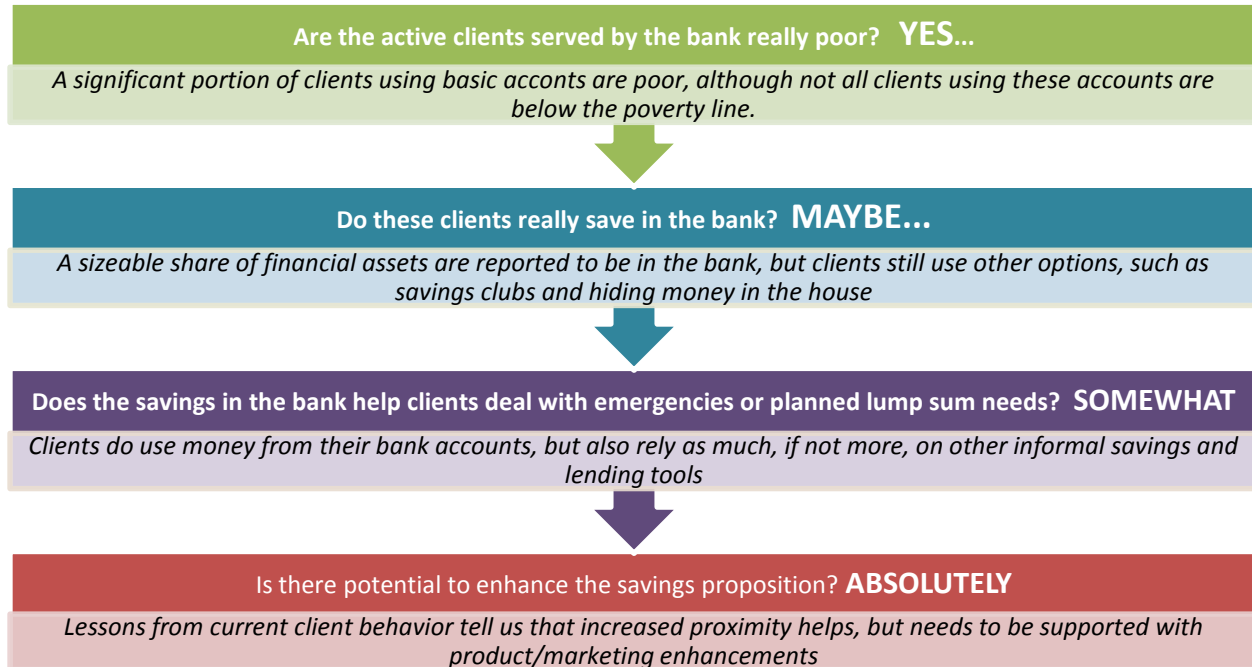 Are the active clients served by the bank really poor? YES...
A significant portion of clients using basic acconts are poor, although not all clients using these accounts are
below the poverty line.
Do these clients really save in the bank? MAYBE...
A sizeable share of financial assets are reported to be in the bank, but clients still use other options, such as
savings clubs and hiding money in the house
Does the savings in the bank help clients deal with emergencies or planned lump sum needs? SOMEWHAT
Clients do use money from their bank accounts, but also rely as much, if not more, on other informal savings and
lending tools
Is there potential to enhance the savings proposition? ABSOLUTELY
Lessons from current client behavior tell us that increased proximity helps, but needs to be supported with
product/marketing enhancements